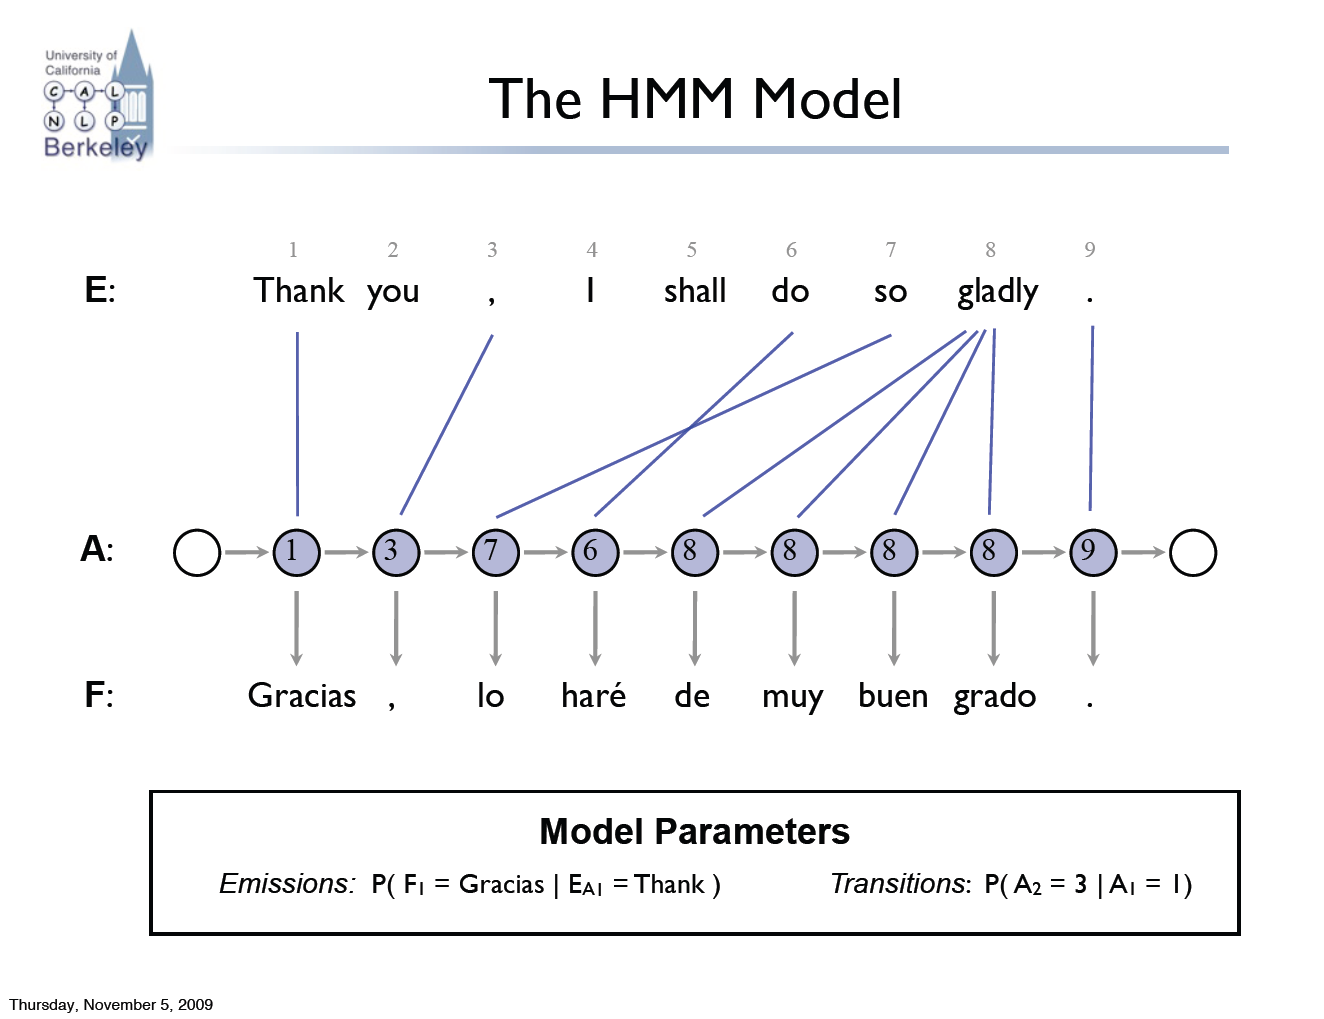 University of
California
C A L
N L P
Berkeley
The HMM Model
1 2 3 4 5 6 7 8 9
E: Thank you , I shall do so gladly .
A: 1 3 7 6 8 8 8 8 9
F: Gracias , lo haré de muy buen grado .
Model Parameters
Emissions: P( F1 = Gracias | EA1 = Thank ) Transitions: P( A2 = 3 | A1 = 1)
Thursday, November 5, 2009